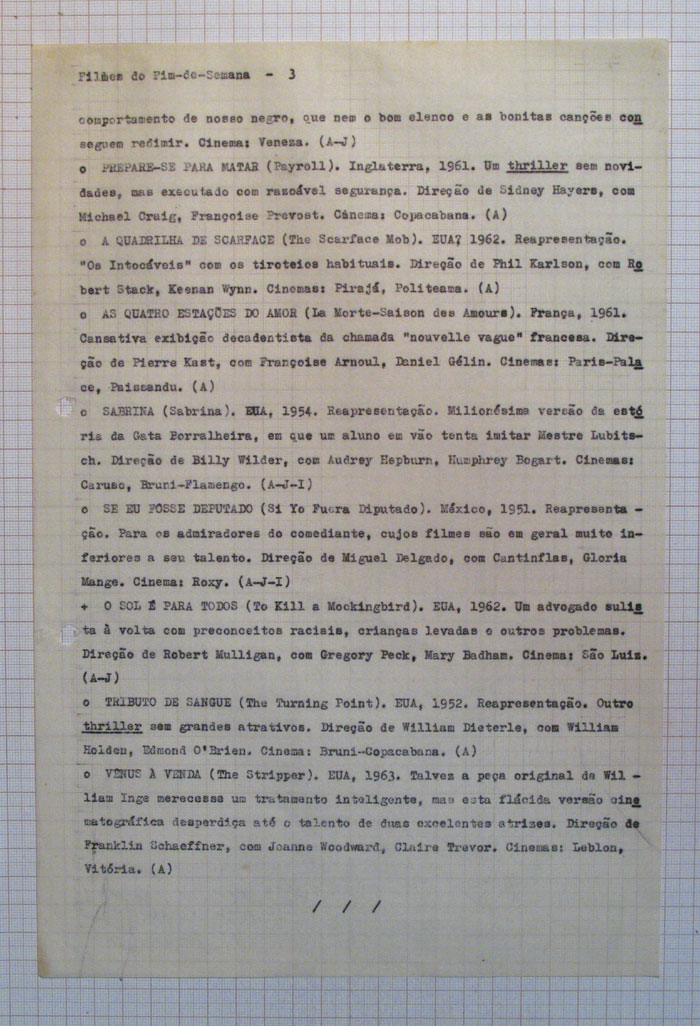 Filmes do Fim-de-Semana - 3
comportamento de nosso negro, que nem o bom elenco e as bonitas canções con
seguem redimir. Cinema: Veneza. (A-J)
o PREPARE-SE PARA MATAR (Payroll). Inglaterra, 1961. Um thriller sem novi-
dades, mas executado com razoável segurança. Direção de Sidney Hayers, com
Michael Craig, Françoise Prevost. Cánema: Copacabana. (A)
o A QUADRILHA DE SCARFACE (The Scarface Mob). EUA? 1962. Reapresentação.
"Os Intocáveis" com os tiroteios habituais. Direção de Phil Karlson, com Ro
bert Stack, Keenan Wynn. Cinemas: Pirajá, Politeama. (A)
o AS QUATRO ESTAÇÕES DO AMOR (La Morte-Saison des Amours). França, 1961.
Cansativa exibição decadentista da chamada "nouvelle vague" francesa. Dire-
ção de Pierre Kast, com Françoise Arnoul, Daniel Gélin. Cinemas: Paris-Pala
ce, Paissandu. (A)
o SABRINA (Sabrina). EUA, 1954. Reapresentação. Milionésima versão da estó
ria da Gata Borralheira, em que um aluno em vão tenta imitar Mestre Lubits-
ch. Direção de Billy Wilder, com Audrey Hepburn, Humphrey Bogart. Cinemas:
Caruso, Bruni-Flamengo. (A-J-I)
o SE EU FÔSSE DEPUTADO (Si Yo Fuera Diputado). México, 1951. Reapresenta -
ção. Para os admiradores do comediante, cujos filmes são em geral muito in-
feriores a seu talento. Direção de Miguel Delgado, com Cantinflas, Gloria
Mange. Cinema: Roxy. (A-J-I)
+ O SOL É PARA TODOS (To Kill a Mockingbird). EUA, 1962. Um advogado sulis
ta à volta com preconceitos raciais, crianças levadas e outros problemas.
Direção de Robert Mulligan, com Gregory Peck, Mary Badham. Cinema: São Luiz.
(A-J)
o TRIBUTO DE SANGUE (The Turning Point). EUA, 1952. Reapresentação. Outro
thriller sem grandes atrativos. Direção de William Dieterle, com William
Holden, Edmond O'Brien. Cinema: Bruni-Copacabana. (A)
o VÊNUS À VENDA (The Stripper). EUA, 1963. Talvez a peça original de Wil -
liam Inge merecesse um tratamento inteligente, mas esta flácida versão cine
matográfica desperdiça até o talento de duas excelentes atrizes. Direção de
Franklin Schaeffner, com Joanne Woodward, Claire Trevor. Cinemas: Leblon,
Vitória. (A)
/ / /